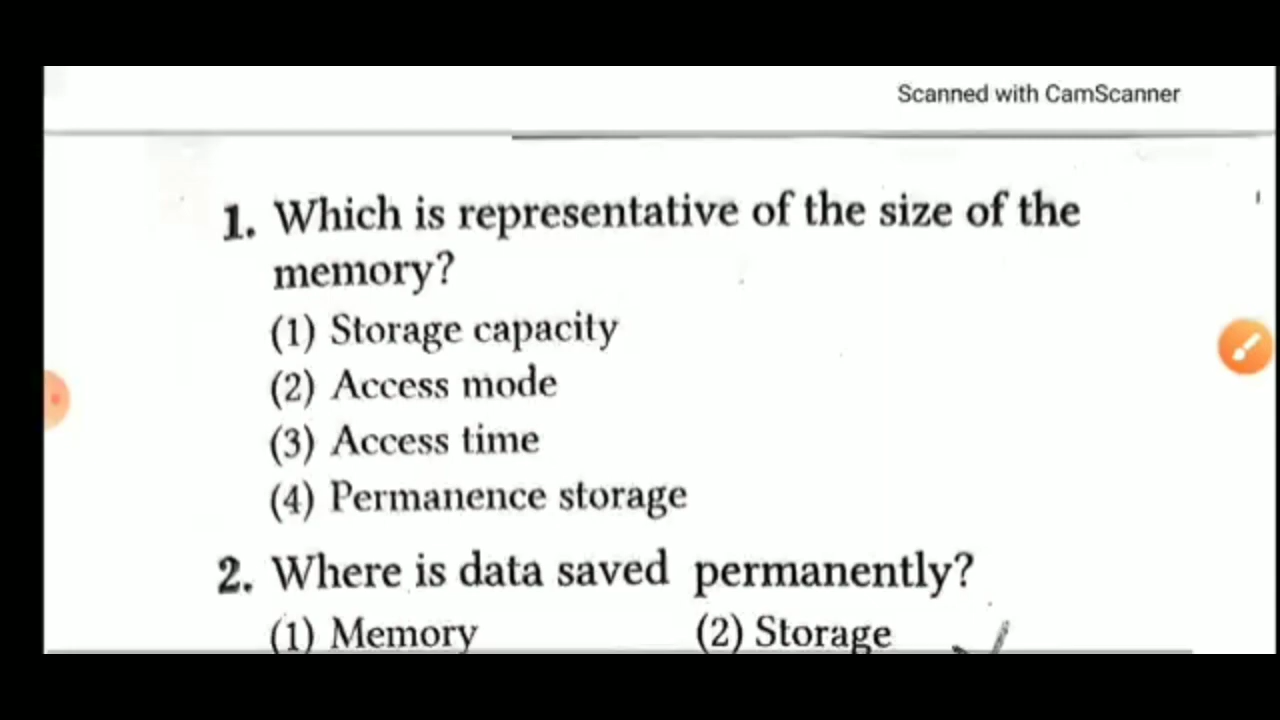 Scanned with CamScanner
1. Which is representative of the size of the
memory?
(1) Storage capacity
(2) Access mode
(3) Access time
(4) Permanence storage
2. Where is data saved permanently?
(1) Memory (2) Storage